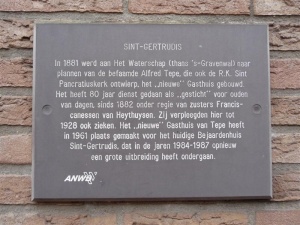 SINT-GERTRUDIS
In 1881 werd aan Het Waterschap (thans 's-Gravenwal) naar
plannen van de befaamde Alfred Tepe, die ook de R.K. Sint
Pancratiuskerk ontwierp, het „nieuwe” Gasthuis gebouwd.
Het heeft 80 jaar dienst gedaan als „gesticht” voor ouden
van dagen, sinds 1882 onder regie van zusters Francis-
canessen van Heythuysen. Zij verpleegden hier tot
1928 ook zieken. Het „nieuwe” Gasthuis van Tepe heeft
in 1961 plaats gemaakt voor het huidige Bejaardenhuis
Sint-Gertrudis, dat in de jaren 1984-1987 opnieuw
een grote uitbreiding heeft ondergaan.
ANWB